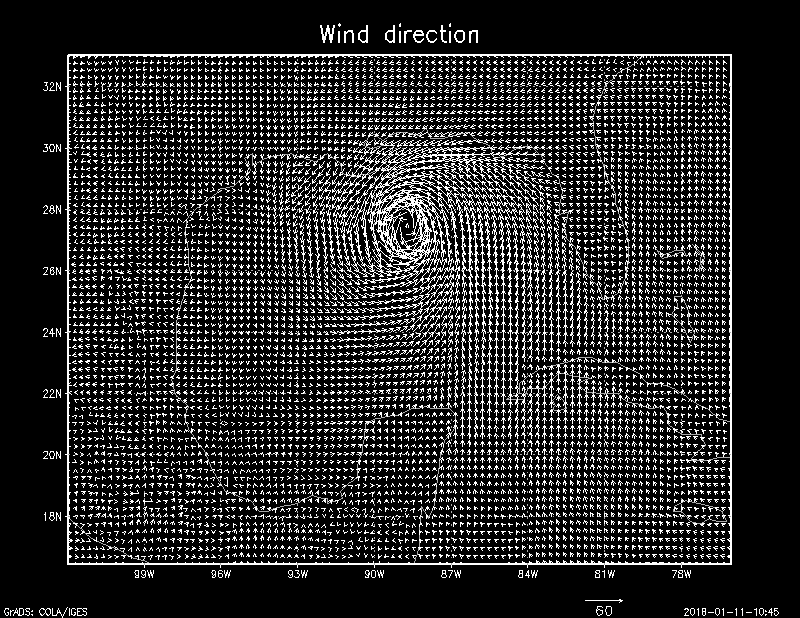 Wind direction
32N
30N
28N
26N
24N
22N
20N
18N
99W 96W 93W 90W 87W 84W 81W 78W
60
GrADS: COLA/IGES 2018-01-11-10:45